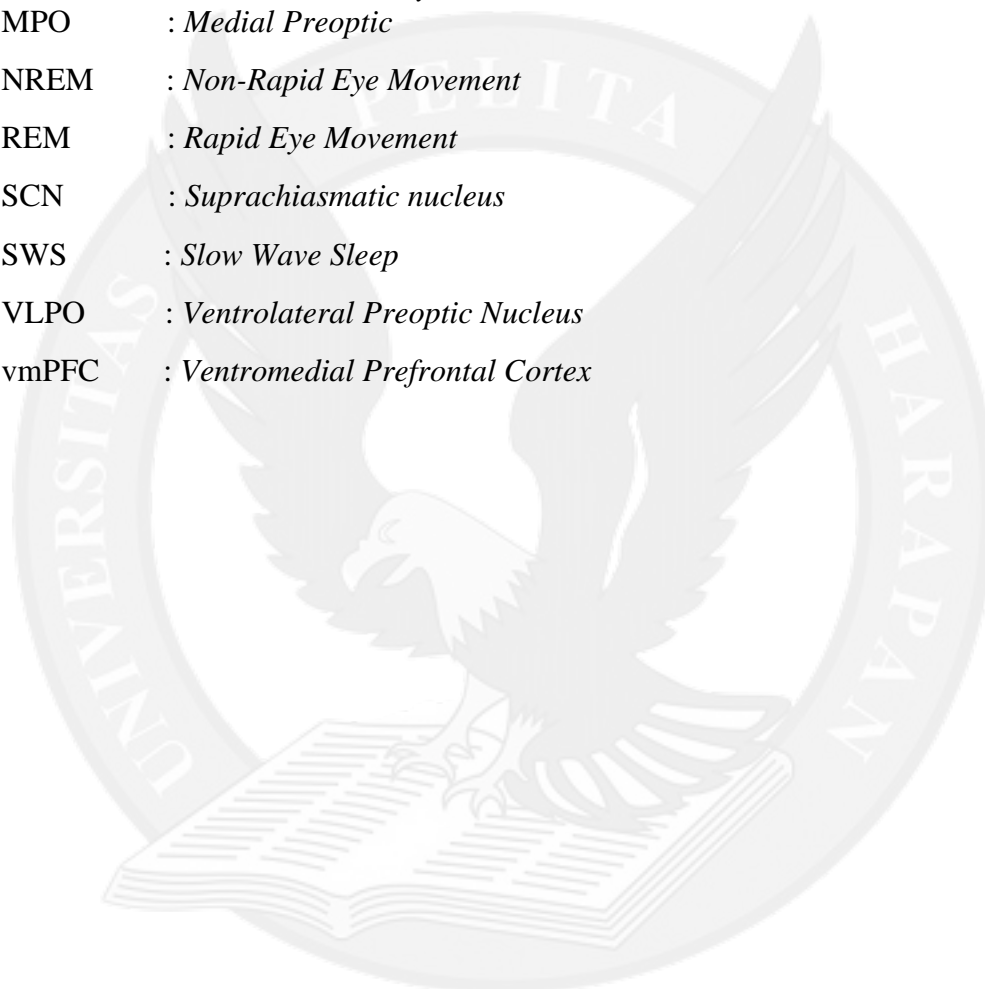 MPO : Medial Preoptic
NREM : Non-Rapid Eye Movement
REM : Rapid Eye Movement
SCN : Suprachiasmatic nucleus
SWS : Slow Wave Sleep
VLPO : Ventrolateral Preoptic Nucleus
vmPFC : Ventromedial Prefrontal Cortex
UNIVERSITAS PELITA HARAPAN